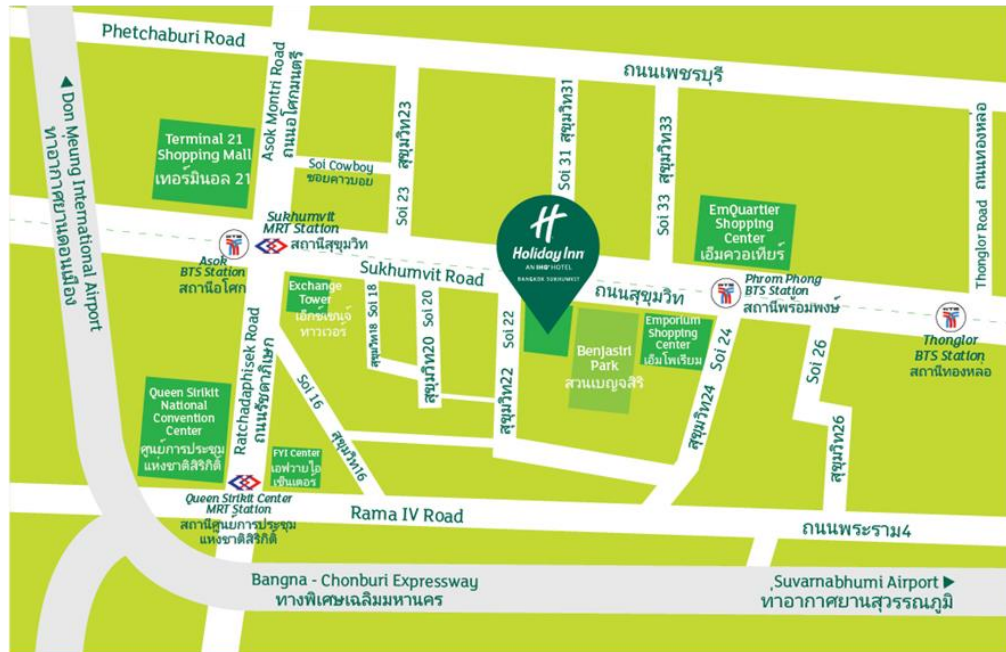 Phetchaburi Road
ถนนเพชรบุรี
Asok Montri Road
ถนนอโศกมนตรี
◀ Don Meung International Airport
ท่าอากาศยานดอนเมือง
Terminal 21
Shopping Mall
เทอร์มินอล 21
Soi Cowboy
ซอยคาวบอย
Soi 23
สุขุมวิท23
Soi 31
สุขุมวิท31
Soi 33
สุขุมวิท33
Thonglor Road
ถนนทองหล่อ
EmQuartier
Shopping
Center
เอ็มควอเทียร์
Sukhumvit
MRT Station
สถานีสุขุมวิท
BTS
Asok
BTS Station
สถานีอโศก
H
Holiday Inn
AN IHG® HOTEL
BANGKOK SUKHUMVIT
Sukhumvit Road
ถนนสุขุมวิท
BTS
Phrom Phong
BTS Station
สถานีพร้อมพงษ์
BTS
Thonglor
BTS Station
สถานีทองหลอ
Exchange
Tower
เอ็กซ์เชนจ์
ทาวเวอร์
Soi 18
สุขุมวิท18
Soi 20
สุขุมวิท20
Soi 22
สุขุมวิท22
Benjasiri
Park
สวนเบญจสิริ
Emporium
Shopping
Center
เอ็มโพเรียม
Soi 24
สุขุมวิท24
Soi 26
สุขุมวิท26
Ratchadaphisek Road
ถนนรัชดาภิเษก
Soi 16
สุขุมวิท16
Queen Sirikit
National
Convention
Center
ศูนย์การประชุม
แห่งชาติสิริกิติ์
FYI Center
เอฟวายไอ
เซ็นเตอร์
Queen Sirikit Center
MRT Station
สถานีศูนย์การประชุม
แห่งชาติสิริกิติ์
Rama IV Road
ถนนพระราม4
Bangna - Chonburi Expressway
ทางพิเศษเฉลิมมหานคร
Suvarnabhumi Airport ▶
ท่าอากาศยานสุวรรณภูมิ